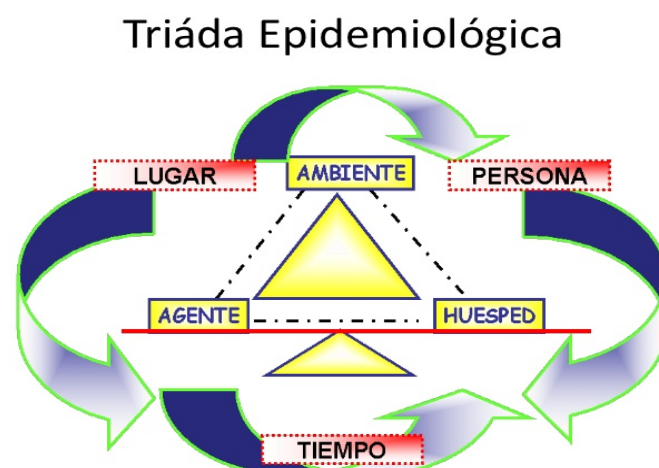 Triáda Epidemiológica
LUGAR
AMBIENTE
PERSONA
AGENTE
HUESPED
TIEMPO